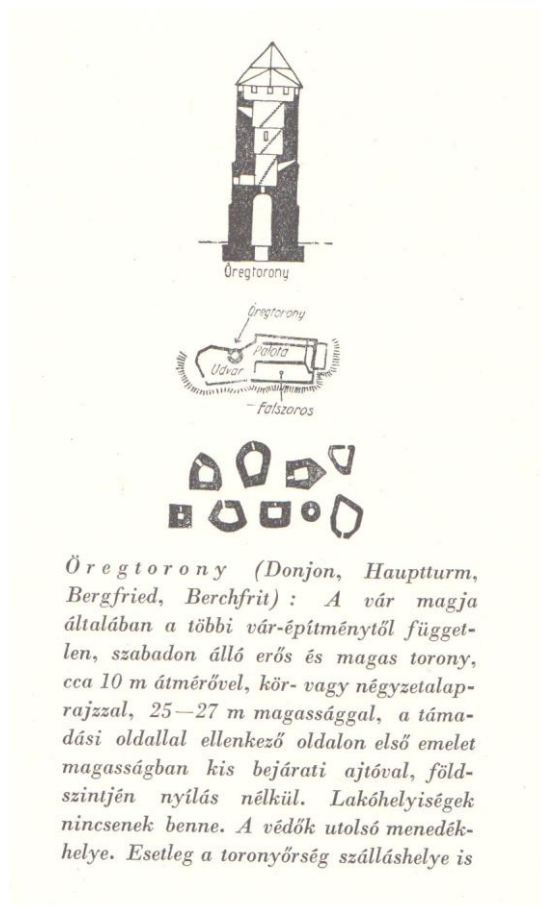 Öregtorony
Öregtorony
Palota
Udvar
Falszoros
Öregtorony (Donjon, Hauptturm,
Bergfried, Berchfrit) : A vár magja
általában a többi vár-építménytől függet-
len, szabadon álló erős és magas torony,
cca 10 m átmérővel, kör- vagy négyzetalap-
rajzzal, 25—27 m magassággal, a táma-
dási oldallal ellenkező oldalon első emelet
magasságban kis bejárati ajtóval, föld-
szintjén nyílás nélkül. Lakóhelyiségek
nincsenek benne. A védők utolsó menedék-
helye. Esetleg a toronyőrség szálláshelye is